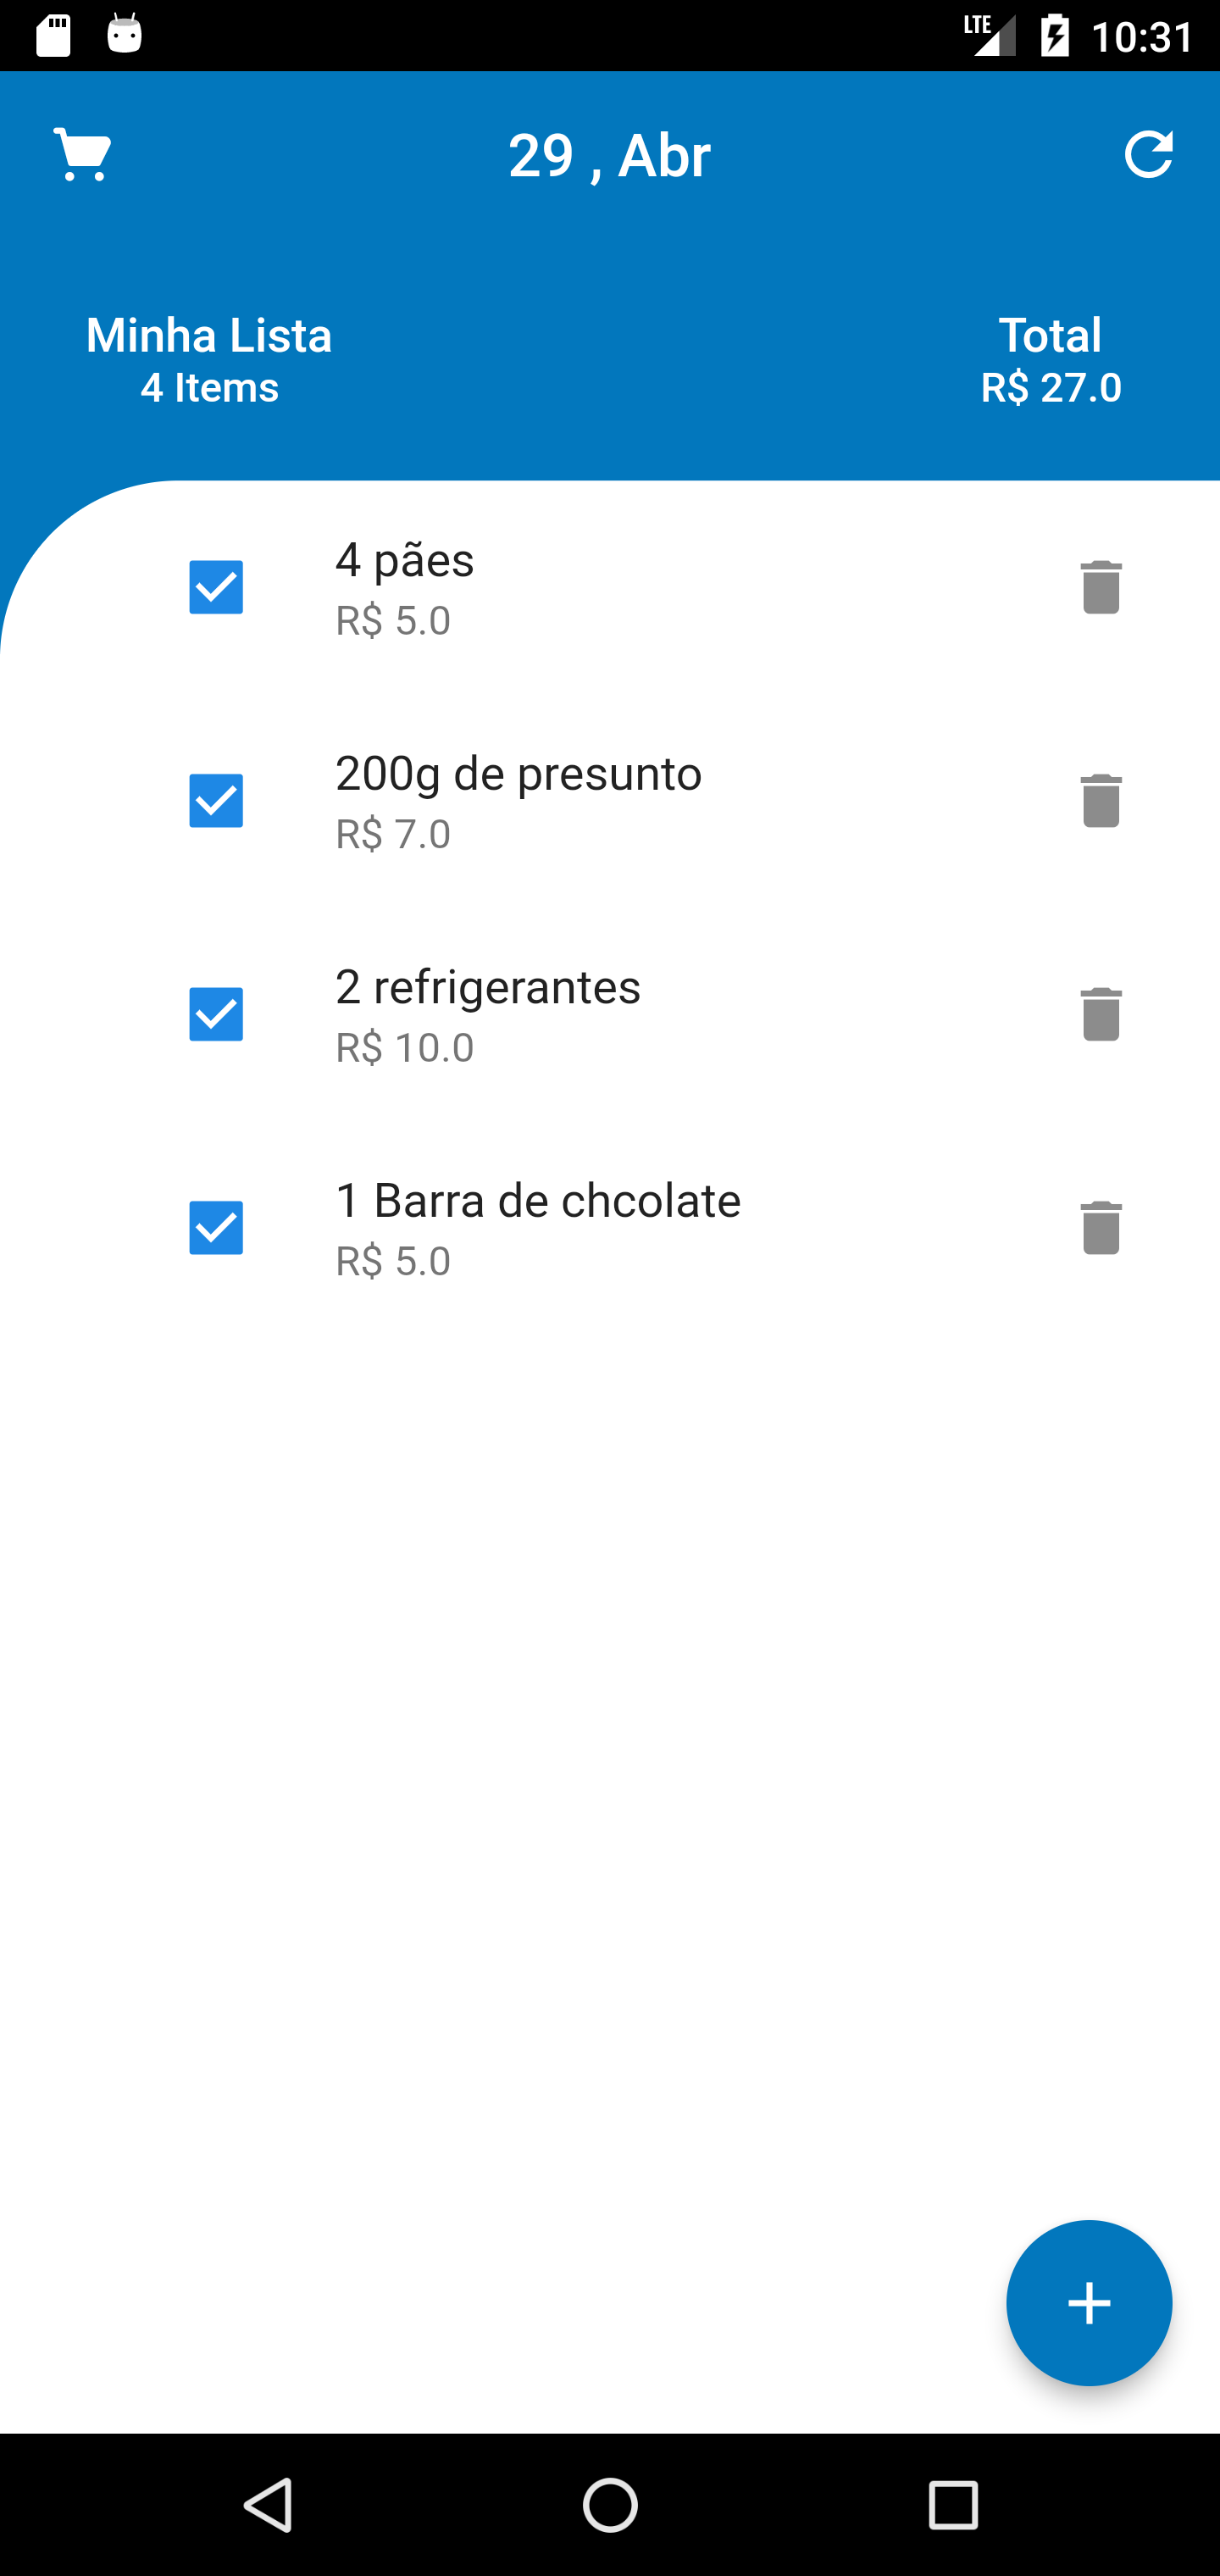 LTE 10:31
29 , Abr
Minha Lista
4 Items
Total
R$ 27.0
4 pães
R$ 5.0
200g de presunto
R$ 7.0
2 refrigerantes
R$ 10.0
1 Barra de chcolate
R$ 5.0